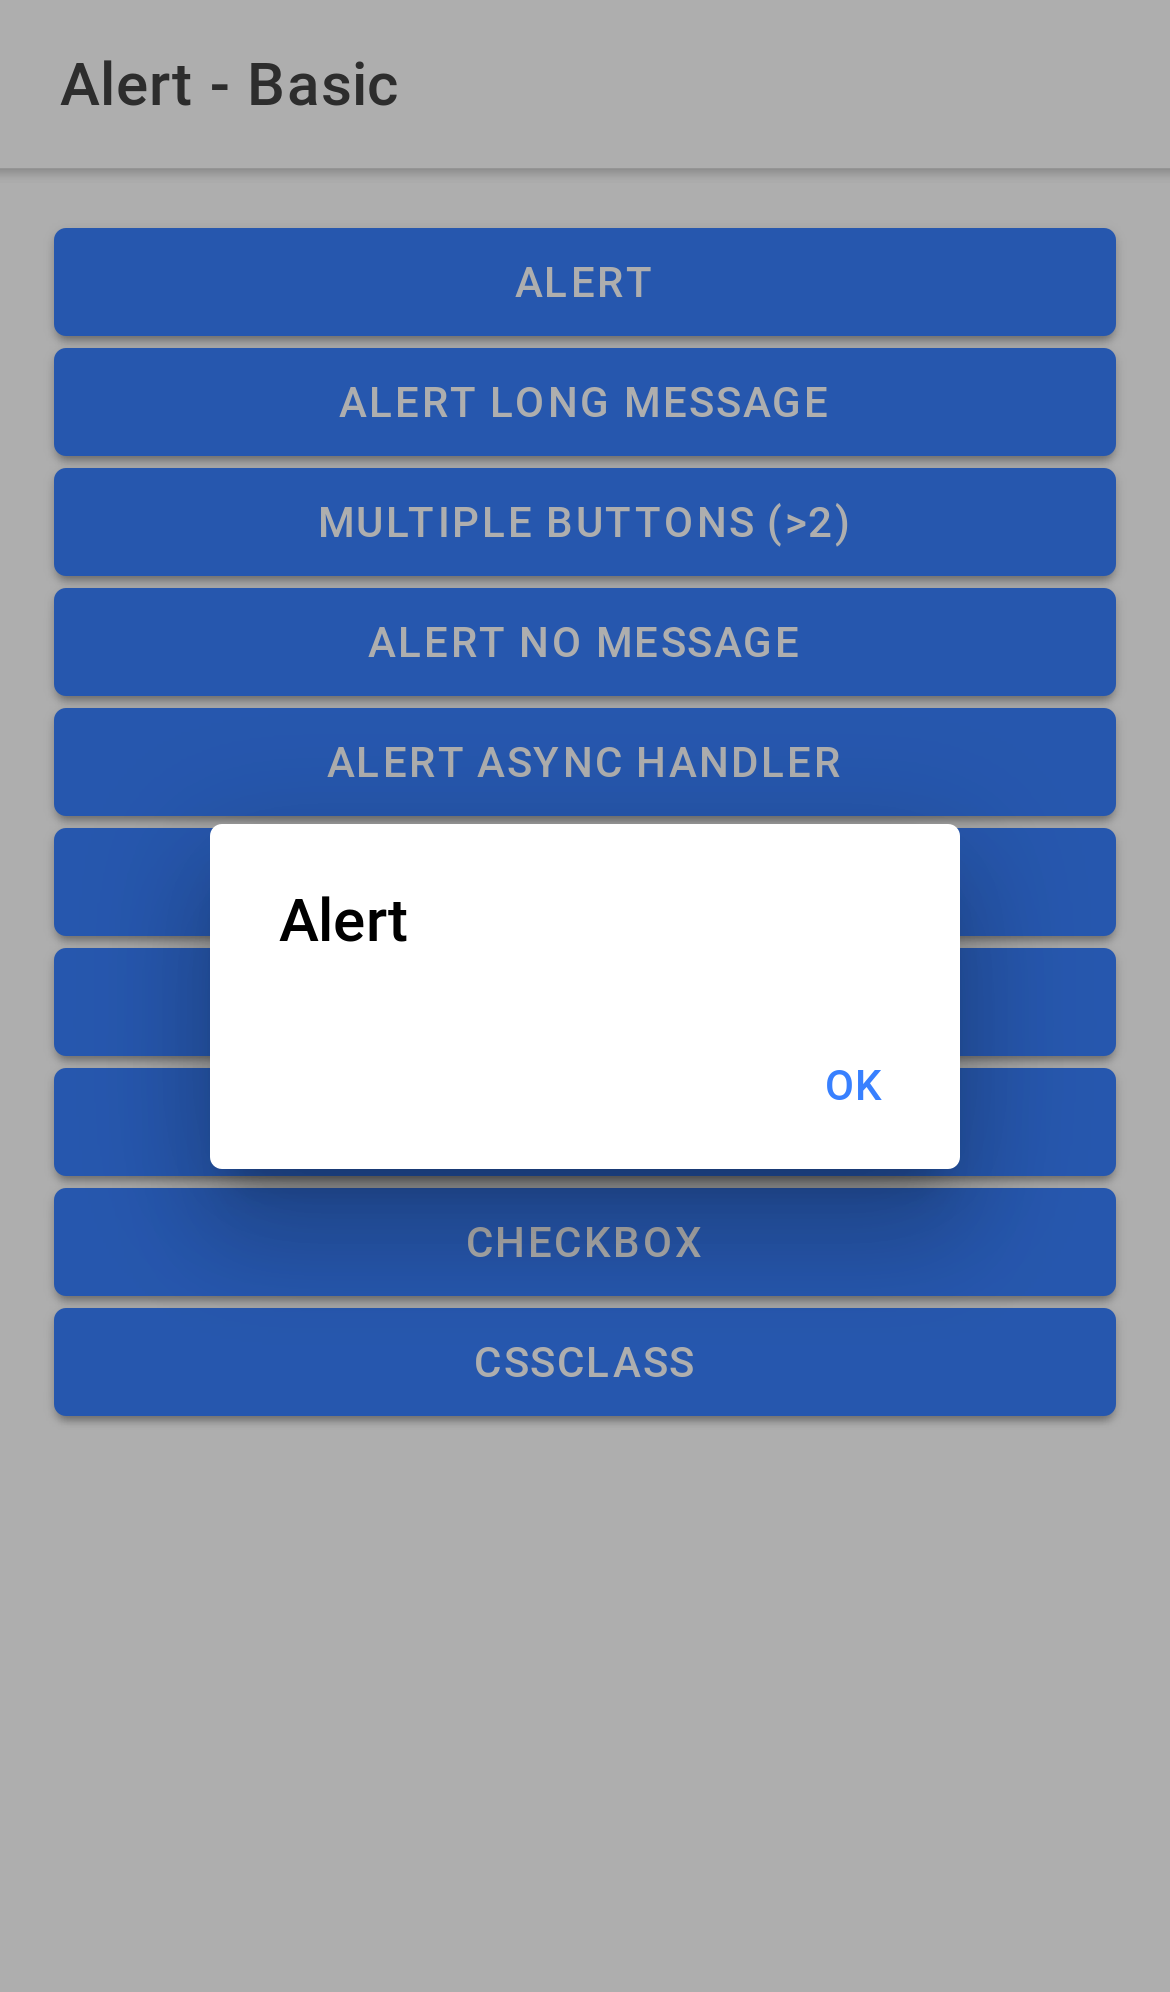 Alert - Basic
ALERT
ALERT LONG MESSAGE
MULTIPLE BUTTONS (>2)
ALERT NO MESSAGE
ALERT ASYNC HANDLER
Alert
OK
CHECKBOX
CSSCLASS